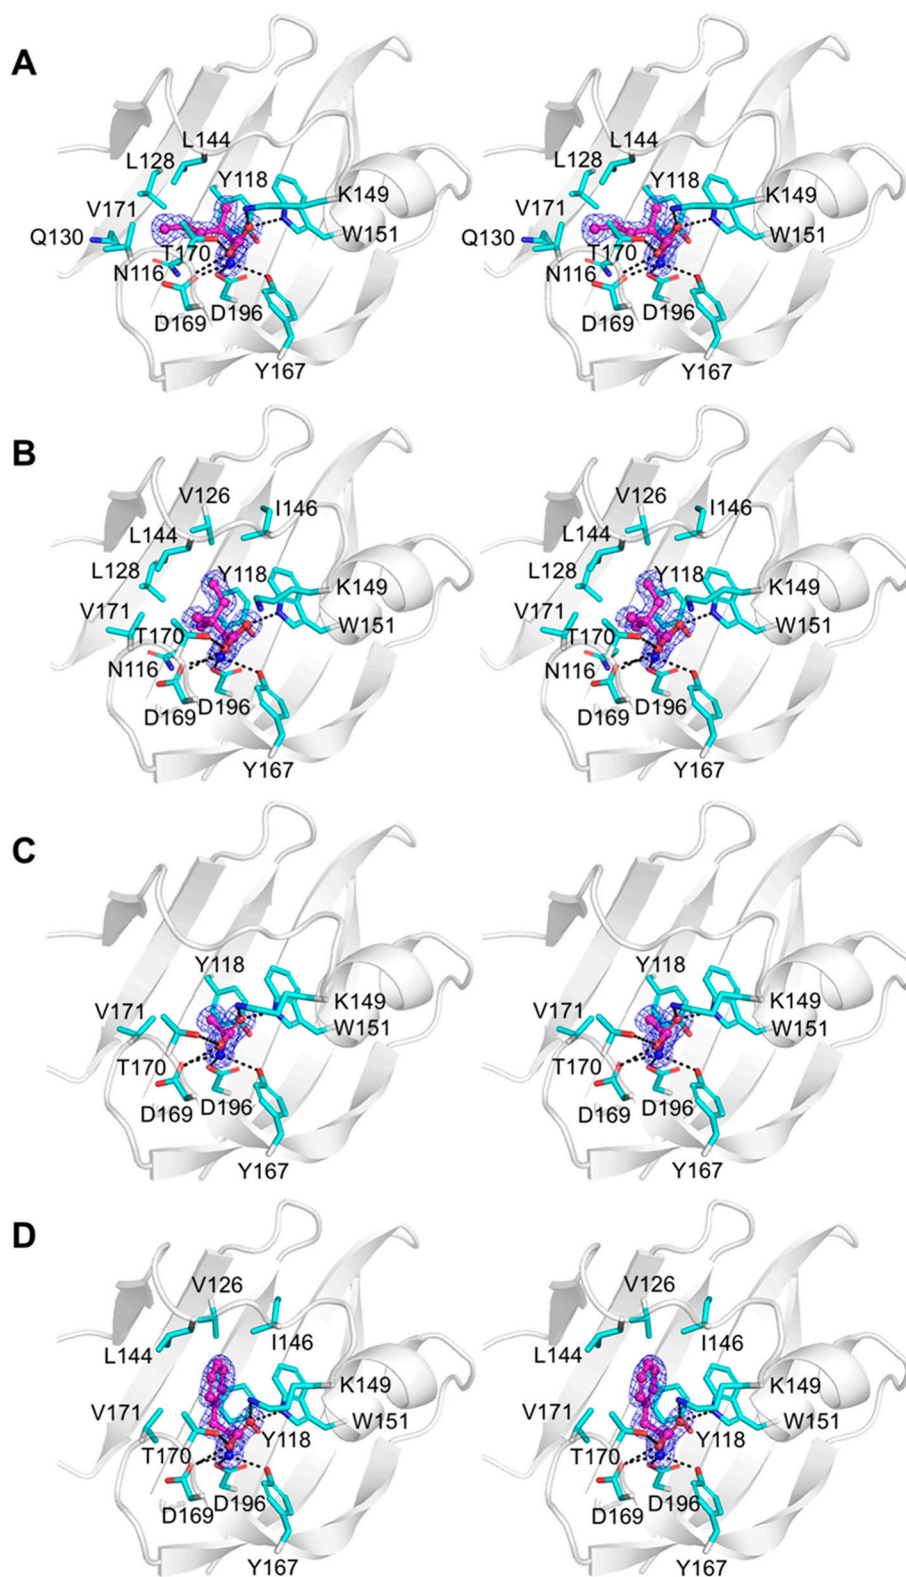 A
L144 L144
L128 Y118 L128 Y118
V171 K149 V171 K149
Q130 W151 Q130 W151
N116 T170 N116 T170
D169 D196 D169 D196
Y167 Y167
B
V126 I146 V126 I146
L144 L144
L128 Y118 K149 L128 Y118 K149
V171 W151 V171 W151
T170 T170
N116 N116
D169 D196 D169 D196
Y167 Y167
C
Y118 Y118
V171 K149 V171 K149
W151 W151
T170 T170
D169 D196 D169 D196
Y167 Y167
D
V126 V126
L144 I146 L144 I146
K149 K149
V171 W151 V171 W151
T170 Y118 T170 Y118
D169 D196 D169 D196
Y167 Y167